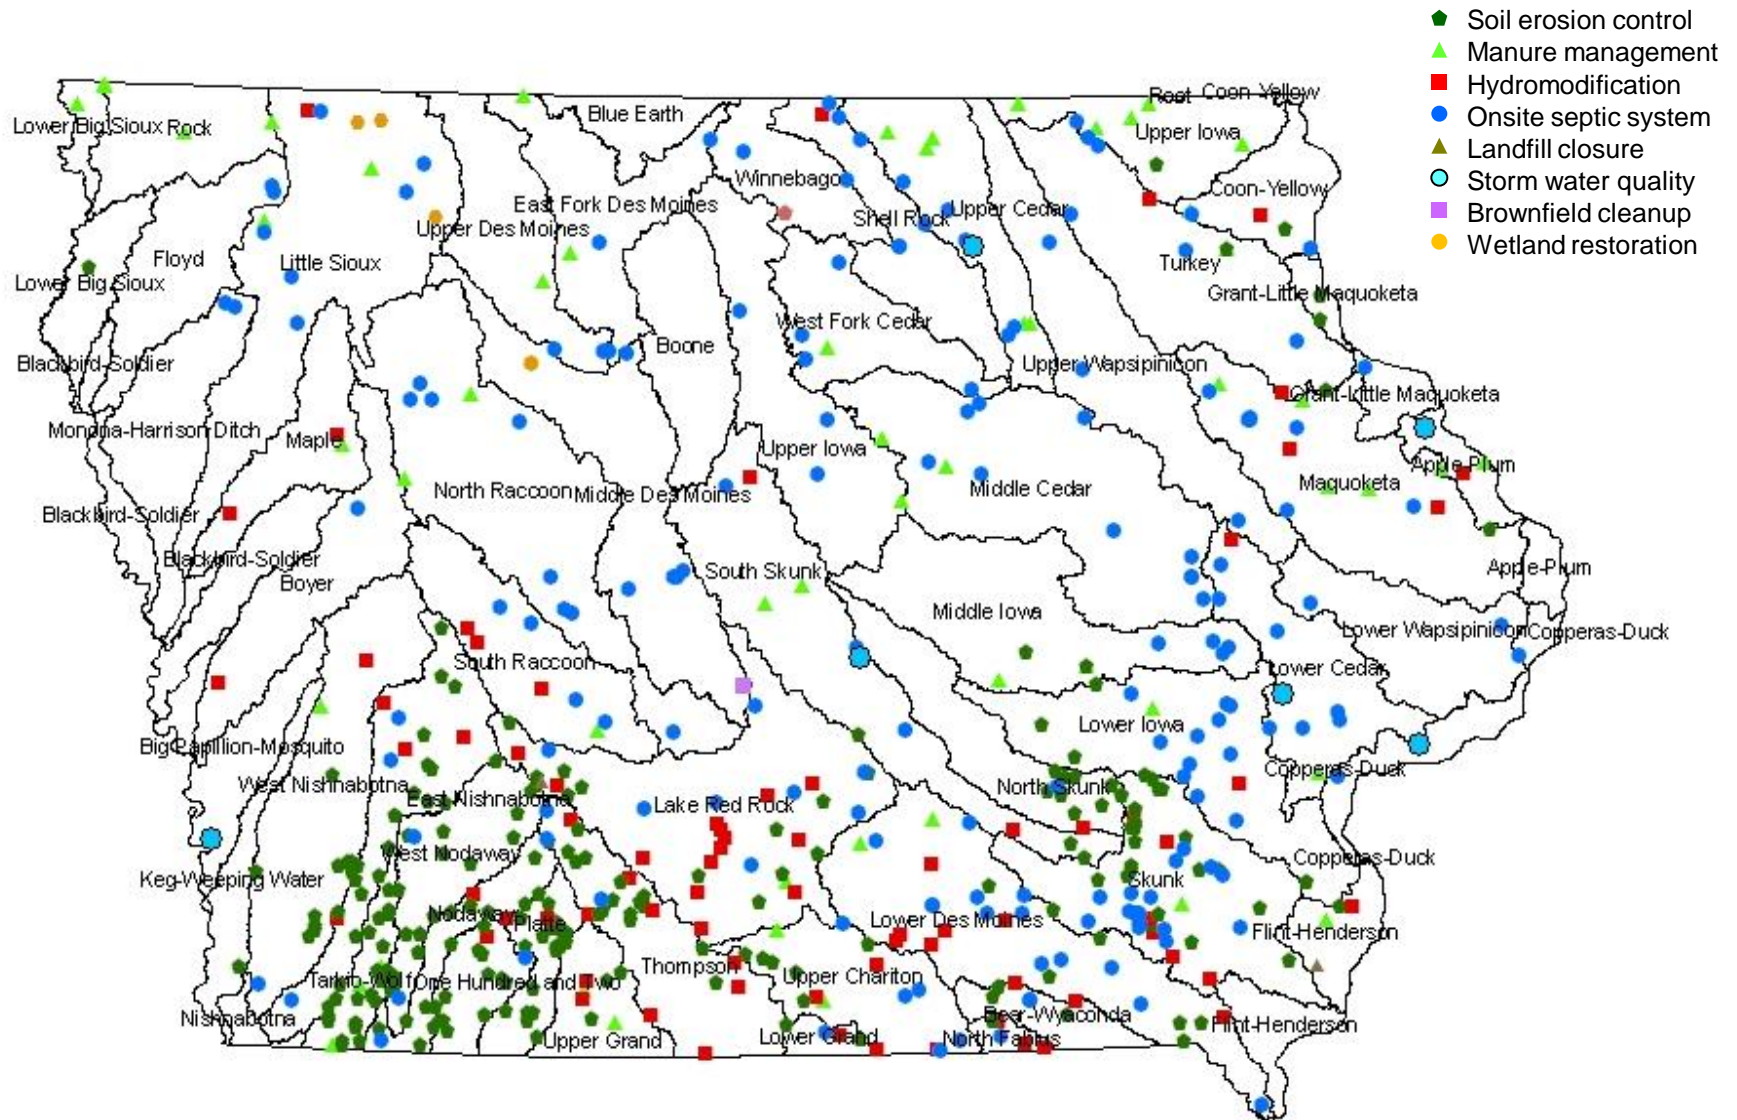 Soil erosion control
Manure management
Hydromodification
Onsite septic system
Landfill closure
Storm water quality
Brownfield cleanup
Wetland restoration
Root Coon-Yellow
Blue Earth
Lower Big Sioux Rock
Upper Iowa
Winnebago
Coon-Yellow
East Fork Des Moines
Shell Rock Upper Cedar
Upper Des Moines
Floyd
Little Sioux
Turkey
Lower Big Sioux
Grant-Little Maquoketa
West Fork Cedar
Boone
Blackbird-Soldier
Upper Wapsipinicon
Grant-Little Maquoketa
Monona-Harrison Ditch
Maple
Upper Iowa
Apple-Plum
North Raccoon Middle Des Moines
Middle Cedar
Maquoketa
Blackbird-Soldier
Blackbird-Soldier
South Skunk
Apple-Plum
Boyer
Middle Iowa
Lower Wapsipinicon Copperas-Duck
South Raccoon
Lower Cedar
Lower Iowa
Big Papillion-Mosquito
Copperas-Duck
West Nishnabotna
North Skunk
East Nishnabotna
Lake Red Rock
West Nodaway
Copperas-Duck
Keg-Weeping Water
Skunk
Nodaway
Platte
Lower Des Moines
Flint-Henderson
Thompson
Upper Chariton
Tarkio-Wolf One Hundred and Two
Nishnabotna
Bear-Wyaconda
Flint-Henderson
Upper Grand
Lower Grand
North Fabius